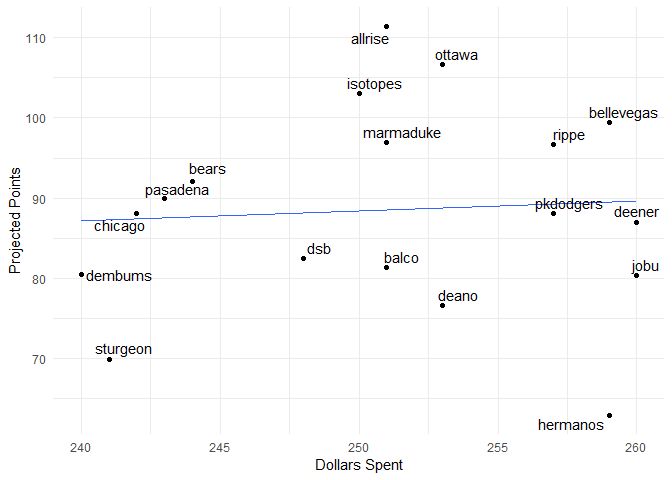 110
100
90
80
70
Projected Points
allrise
ottawa
isotopes
bellevegas
marmaduke
rippe
bears
pasadena
pkdodgers
deener
chicago
dsb
balco
jobu
dembums
deano
sturgeon
hermanos
240
245
250
255
260
Dollars Spent